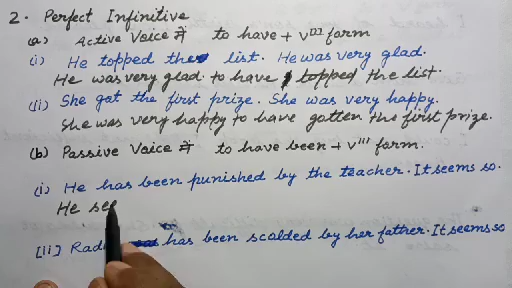 2. Perfect Infinitive
(a) Active Voice में to have + VIII form
(i) He topped the list. He was very glad.
He was very glad to have topped the list.
(ii) She got the first prize. She was very happy.
She was very happy to have gotten the first prize.
(b) Passive Voice में to have been + VIII form.
(i) He has been punished by the teacher. It seems so.
He see
[ii] Rad has been scolded by her father. It seems so